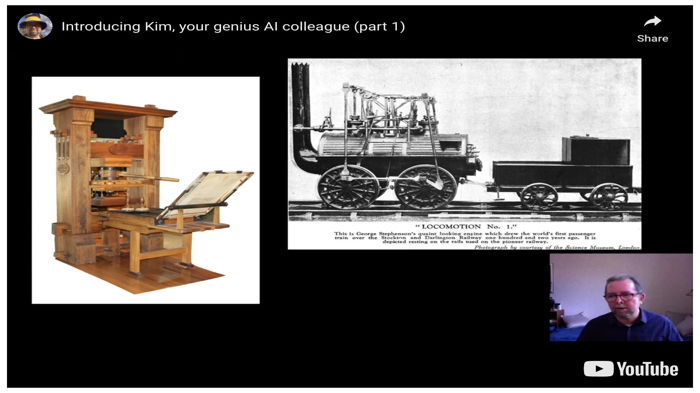 Introducing Kim, your genius AI colleague (part 1)
Share
"LOCOMOTION No. 1."
This is George Stephenson's quaint looking engine which drew the world's first passenger
train over the Stockton and Darlington Railway one hundred and two years ago. It is
depicted resting on the rails used on the pioneer railway.
Photograph by courtesy of the Science Museum, London
YouTube